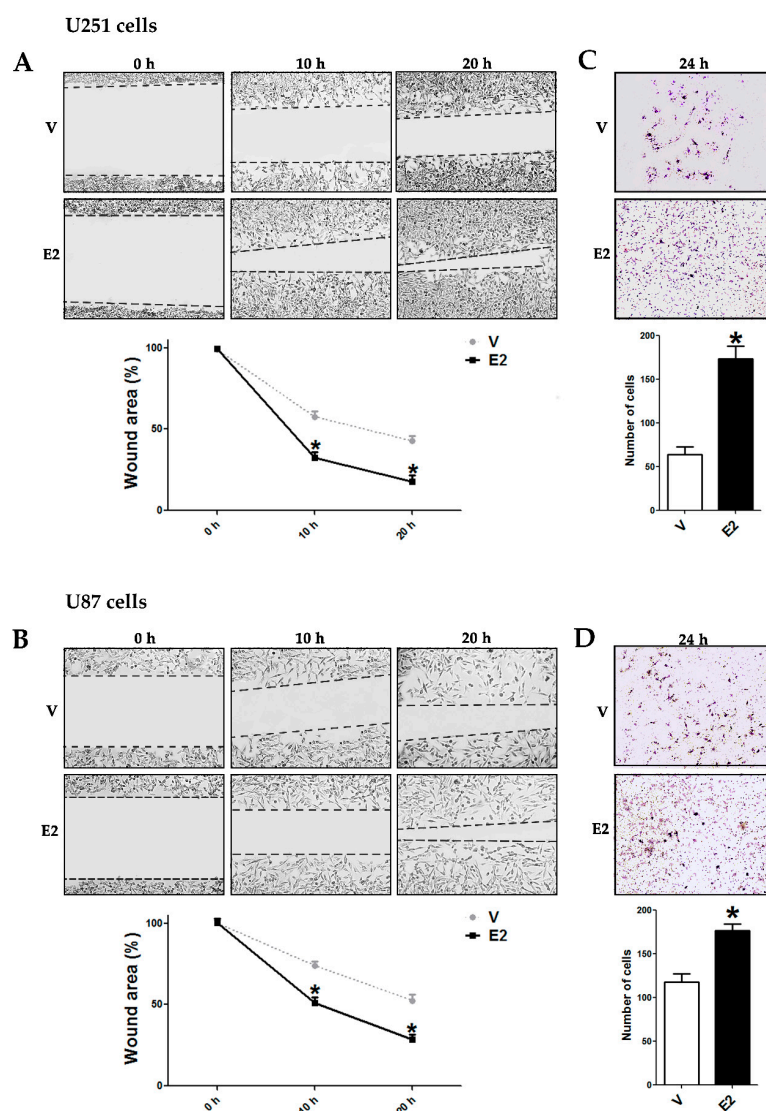 U251 cells
A
0 h
10 h
20 h
C
24 h
V
V
E2
E2
V
E2
Wound area (%)
100
50
0
*
*
0 h
10 h
20 h
Number of cells
200
150
100
50
0
*
V
E2
U87 cells
B
0 h
10 h
20 h
D
24 h
V
V
E2
E2
V
E2
Wound area (%)
100
50
0
*
*
0 h
10 h
20 h
Number of cells
200
150
100
50
0
*
V
E2